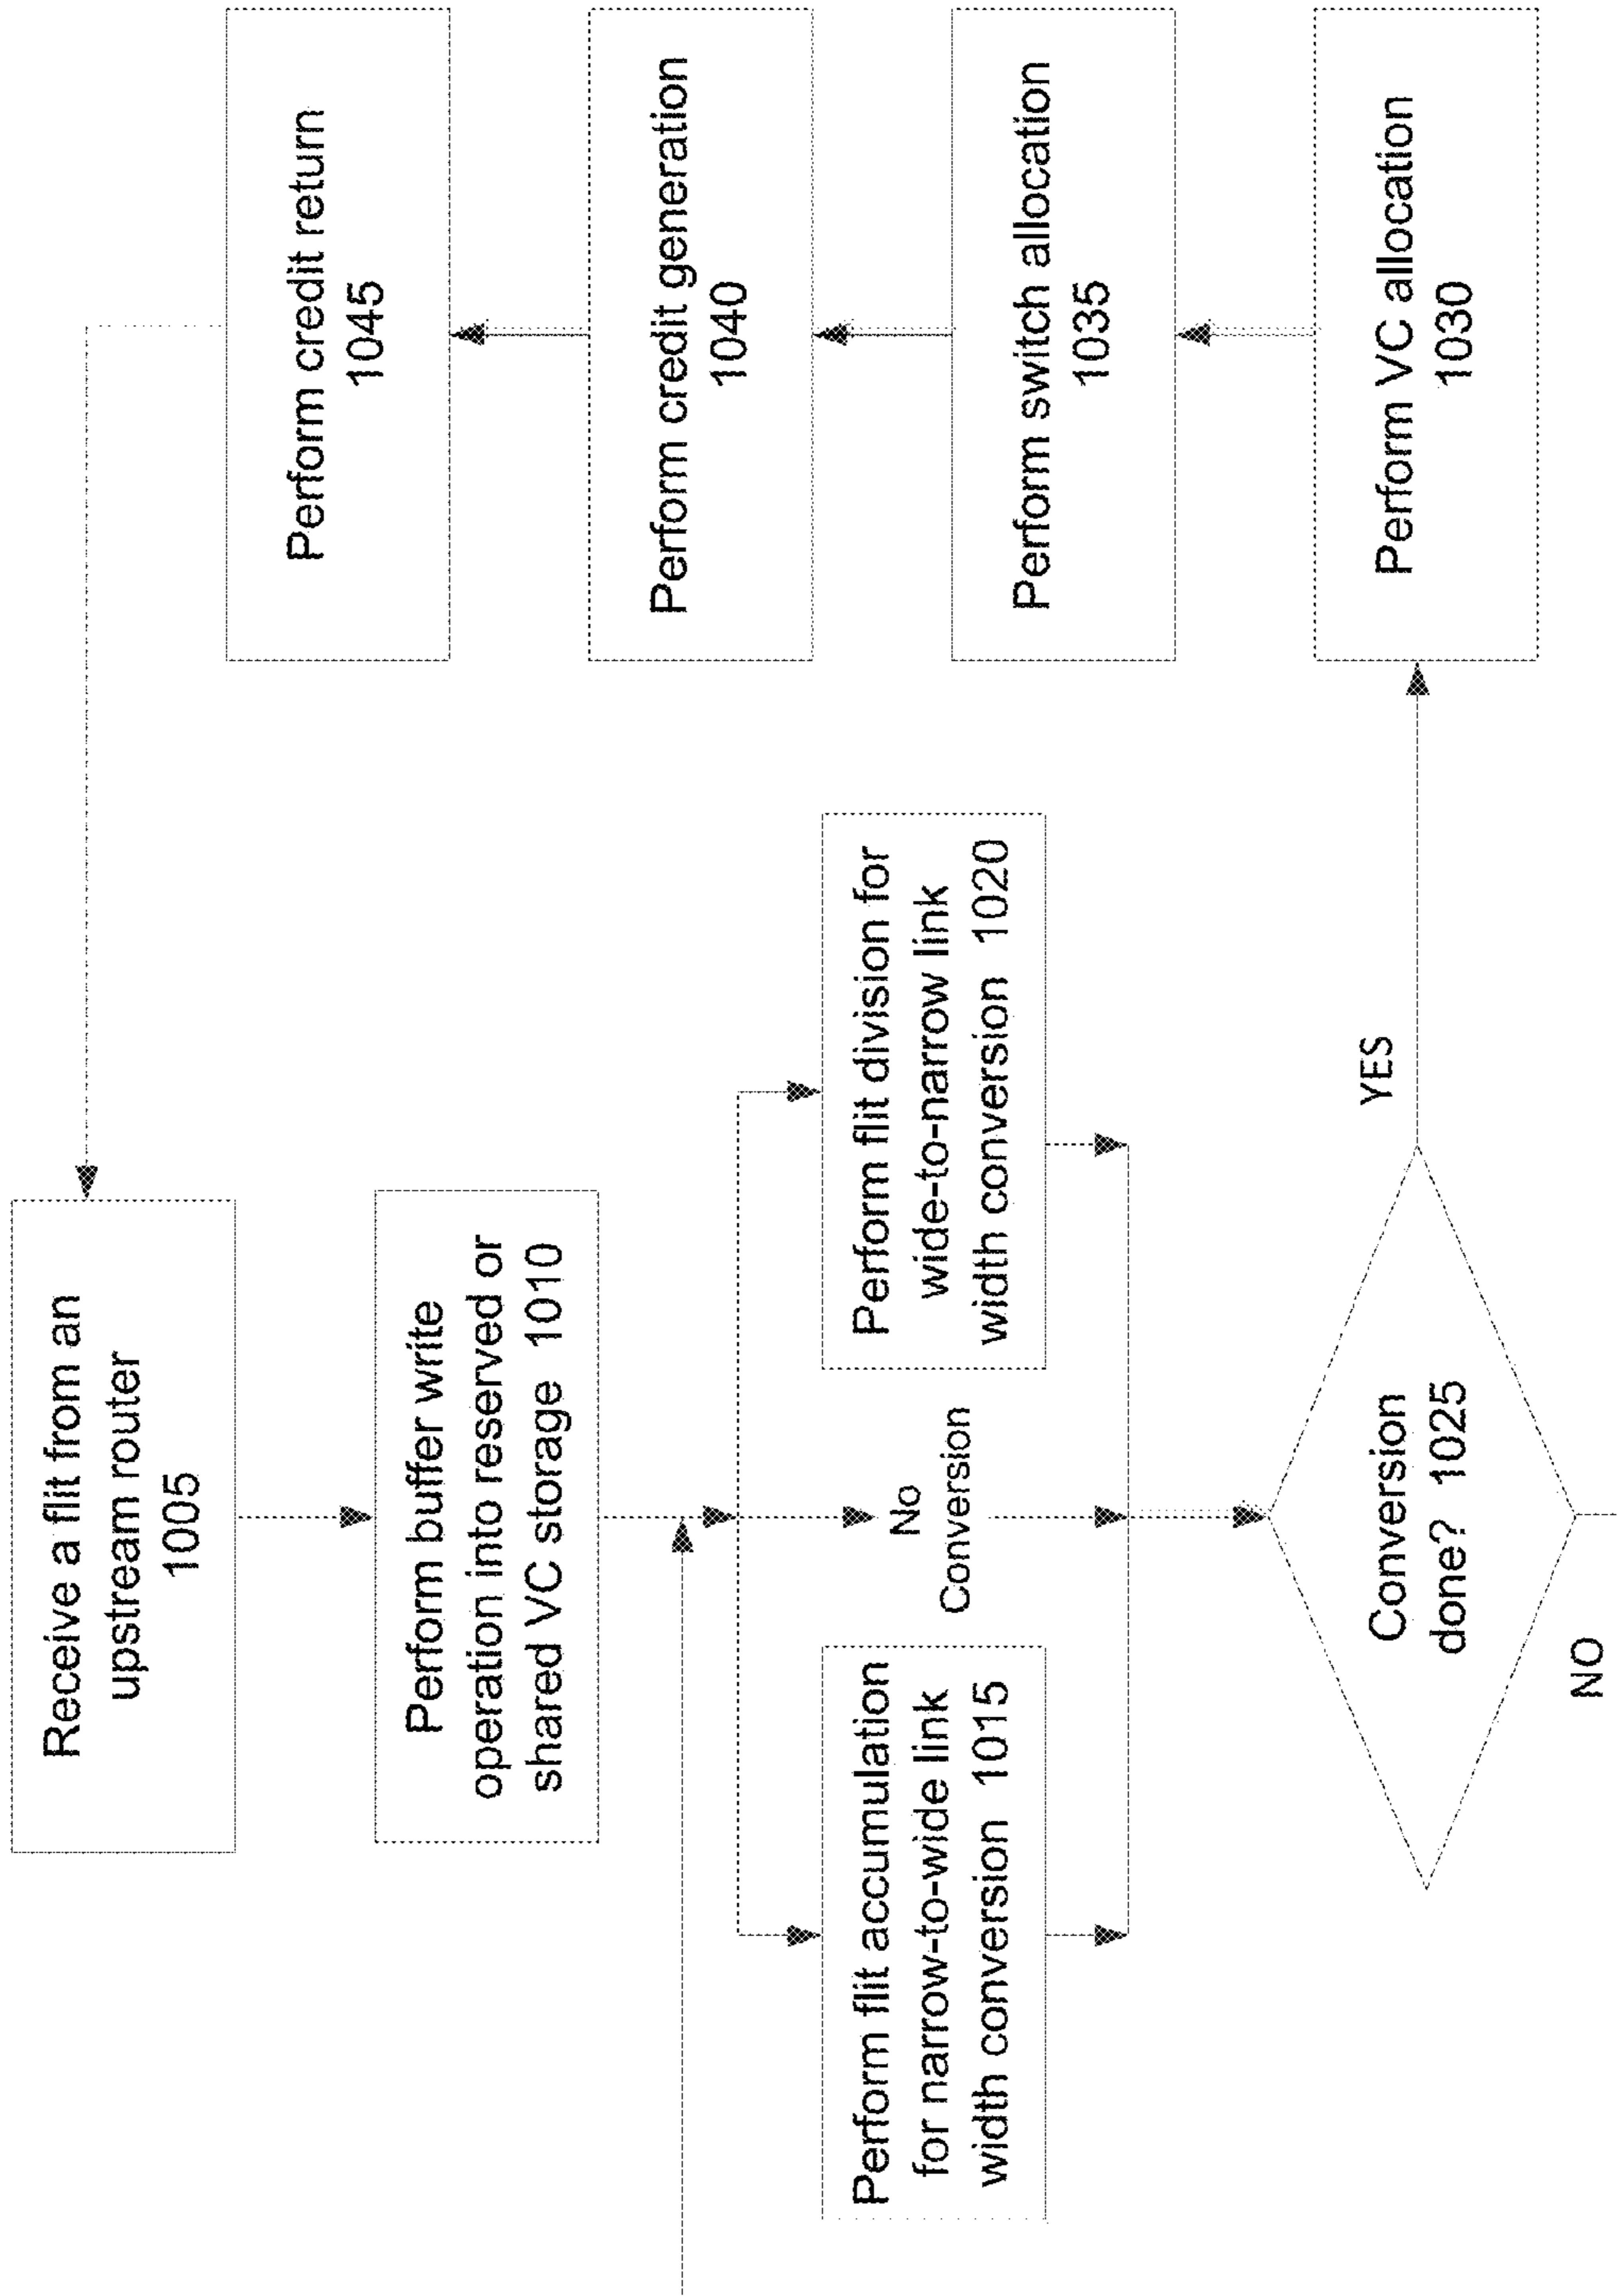 Receive a flit from an
upstream router
1005
Perform buffer write
operation into reserved or
shared VC storage 1010
Perform flit accumulation
for narrow-to-wide link
width conversion 1015
No
Conversion
Perform flit division for
wide-to-narrow link
width conversion 1020
Conversion
done? 1025
NO
YES
Perform VC allocation
1030
Perform switch allocation
1035
Perform credit generation
1040
Perform credit return
1045